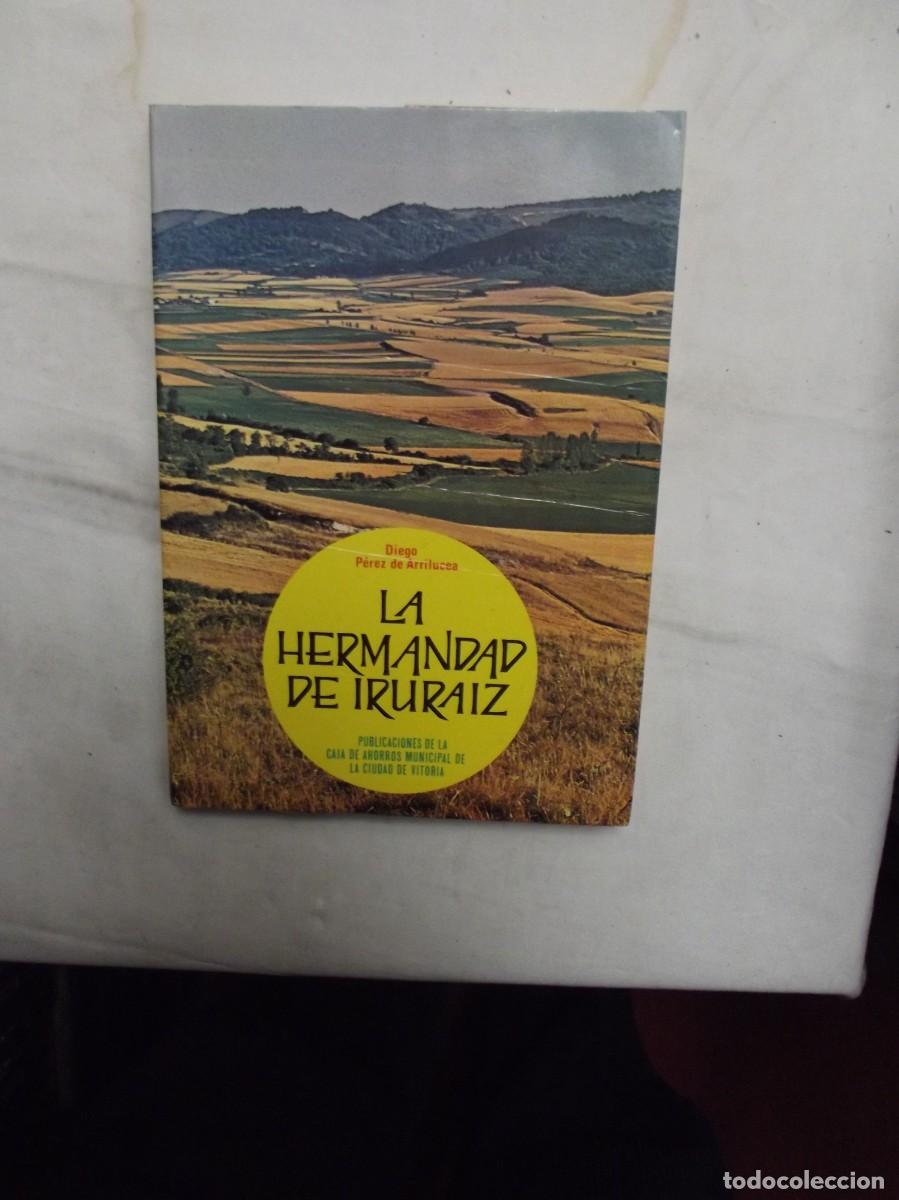 Diego
Pérez de Arrilucea
LA
HERMANDAD
DE IRURAIZ
PUBLICACIONES DE LA
CAJA DE AHORROS MUNICIPAL DE
LA CIUDAD DE VITORIA
todocoleccion